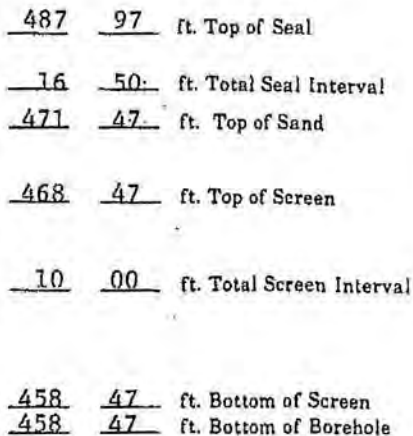 487 97 ft. Top of Seal
16 50. ft. Total Seal Interval
471 47. ft. Top of Sand
468 47 ft. Top of Screen
10 00 ft. Total Screen Interval
458 47 ft. Bottom of Screen
458 47 ft. Bottom of Borehole